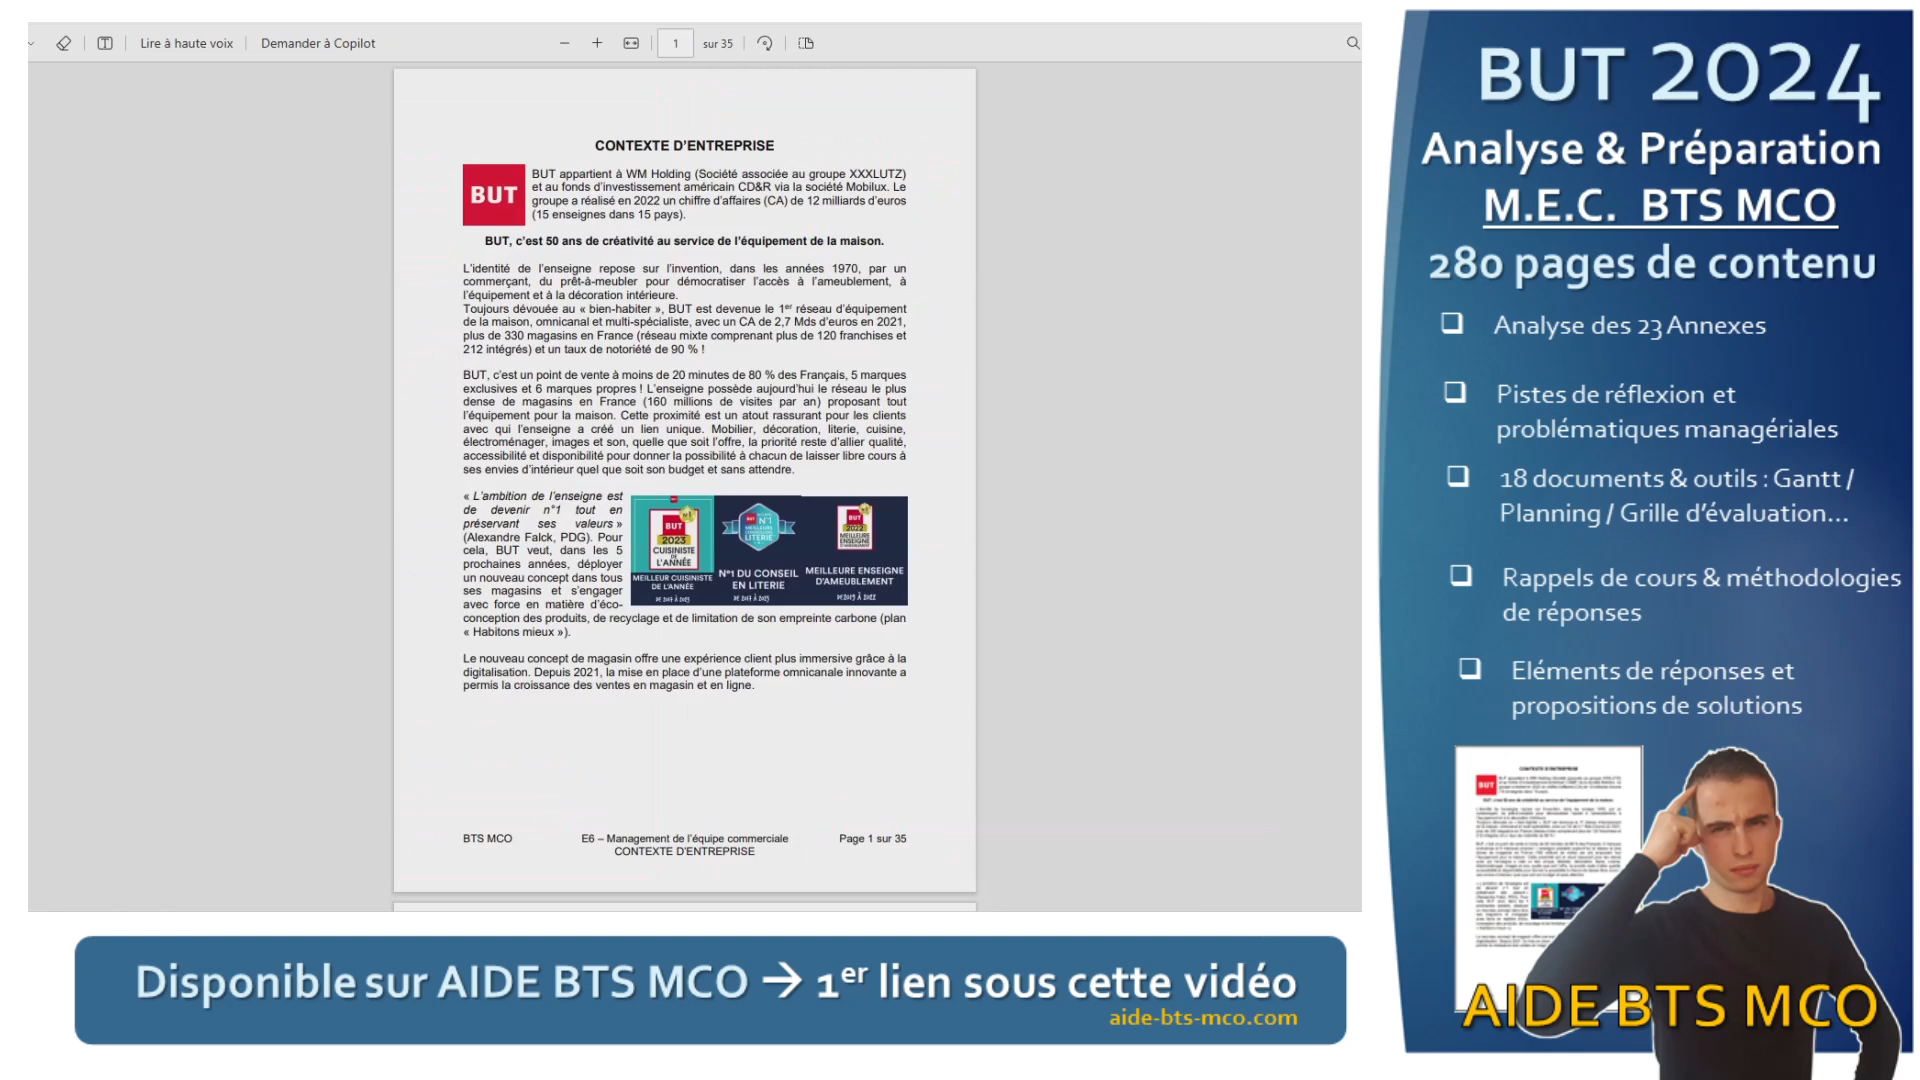 Lire à haute voix
Demander à Copilot
1
sur 35
CONTEXTE D'ENTREPRISE
BUT
BUT appartient à WM Holding (Société associée au groupe XXXLUTZ)
et au fonds d'investissement américain CD&R via la société Mobilux. Le
groupe a réalisé en 2022 un chiffre d'affaires (CA) de 12 milliards d'euros
(15 enseignes dans 15 pays).
BUT, c'est 50 ans de créativité au service de l'équipement de la maison.
L'identité de l'enseigne repose sur l'invention, dans les années 1970, par un
commerçant, du prêt-à-meubler pour démocratiser l'accès à l'ameublement, à
l'équipement et à la décoration intérieure.
Toujours dévouée au « bien-habiter », BUT est devenue le 1er réseau d'équipement
de la maison, omnicanal et multi-spécialiste, avec un CA de 2,7 Mds d'euros en 2021,
plus de 330 magasins en France (réseau mixte comprenant plus de 120 franchises et
212 intégrés) et un taux de notoriété de 90 % !
BUT, c'est un point de vente à moins de 20 minutes de 80 % des Français, 5 marques
exclusives et 6 marques propres ! L'enseigne possède aujourd'hui le réseau le plus
dense de magasins en France (160 millions de visites par an) proposant tout
l'équipement pour la maison. Cette proximité est un atout rassurant pour les clients
avec qui l'enseigne a créé un lien unique. Mobilier, décoration, literie, cuisine,
électroménager, images et son, quelle que soit l'offre, la priorité reste d'allier qualité,
accessibilité et disponibilité pour donner la possibilité à chacun de laisser libre cours à
ses envies d'intérieur quel que soit son budget et sans attendre.
« L'ambition de l'enseigne est
de devenir n°1 tout en
préservant ses valeurs »
(Alexandre Falck, PDG). Pour
cela, BUT veut, dans les 5
prochaines années, déployer
un nouveau concept dans tous
ses magasins et s'engager
avec force en matière d'éco-
conception des produits, de recyclage et de limitation de son empreinte carbone (plan
« Habitons mieux »).
BUT
2023
CUISINISTE
DE
L'ANNÉE
MEILLEUR CUISINISTE
DE L'ANNÉE
N°1
LITERIE
N°1 DU CONSEIL
EN LITERIE
BUT
2022
MEILLEURE
ENSEIGNE
MEILLEURE ENSEIGNE
D'AMEUBLEMENT
DE 2019 À 2022
Le nouveau concept de magasin offre une expérience client plus immersive grâce à la
digitalisation. Depuis 2021, la mise en place d'une plateforme omnicanale innovante a
permis la croissance des ventes en magasin et en ligne.
BTS MCO
E6 – Management de l'équipe commerciale
CONTEXTE D'ENTREPRISE
Page 1 sur 35
Disponible sur AIDE BTS MCO → 1er lien sous cette vidéo
aide-bts-mco.com
BUT 2024
Analyse & Préparation
M.E.C. BTS MCO
280 pages de contenu
Analyse des 23 Annexes
Pistes de réflexion et
problématiques managériales
18 documents & outils : Gantt /
Planning / Grille d'évaluation...
Rappels de cours & méthodologies
de réponses
Eléments de réponses et
propositions de solutions
CONTEXTE D'ENTREPRISE
BUT
AIDE BTS MCO